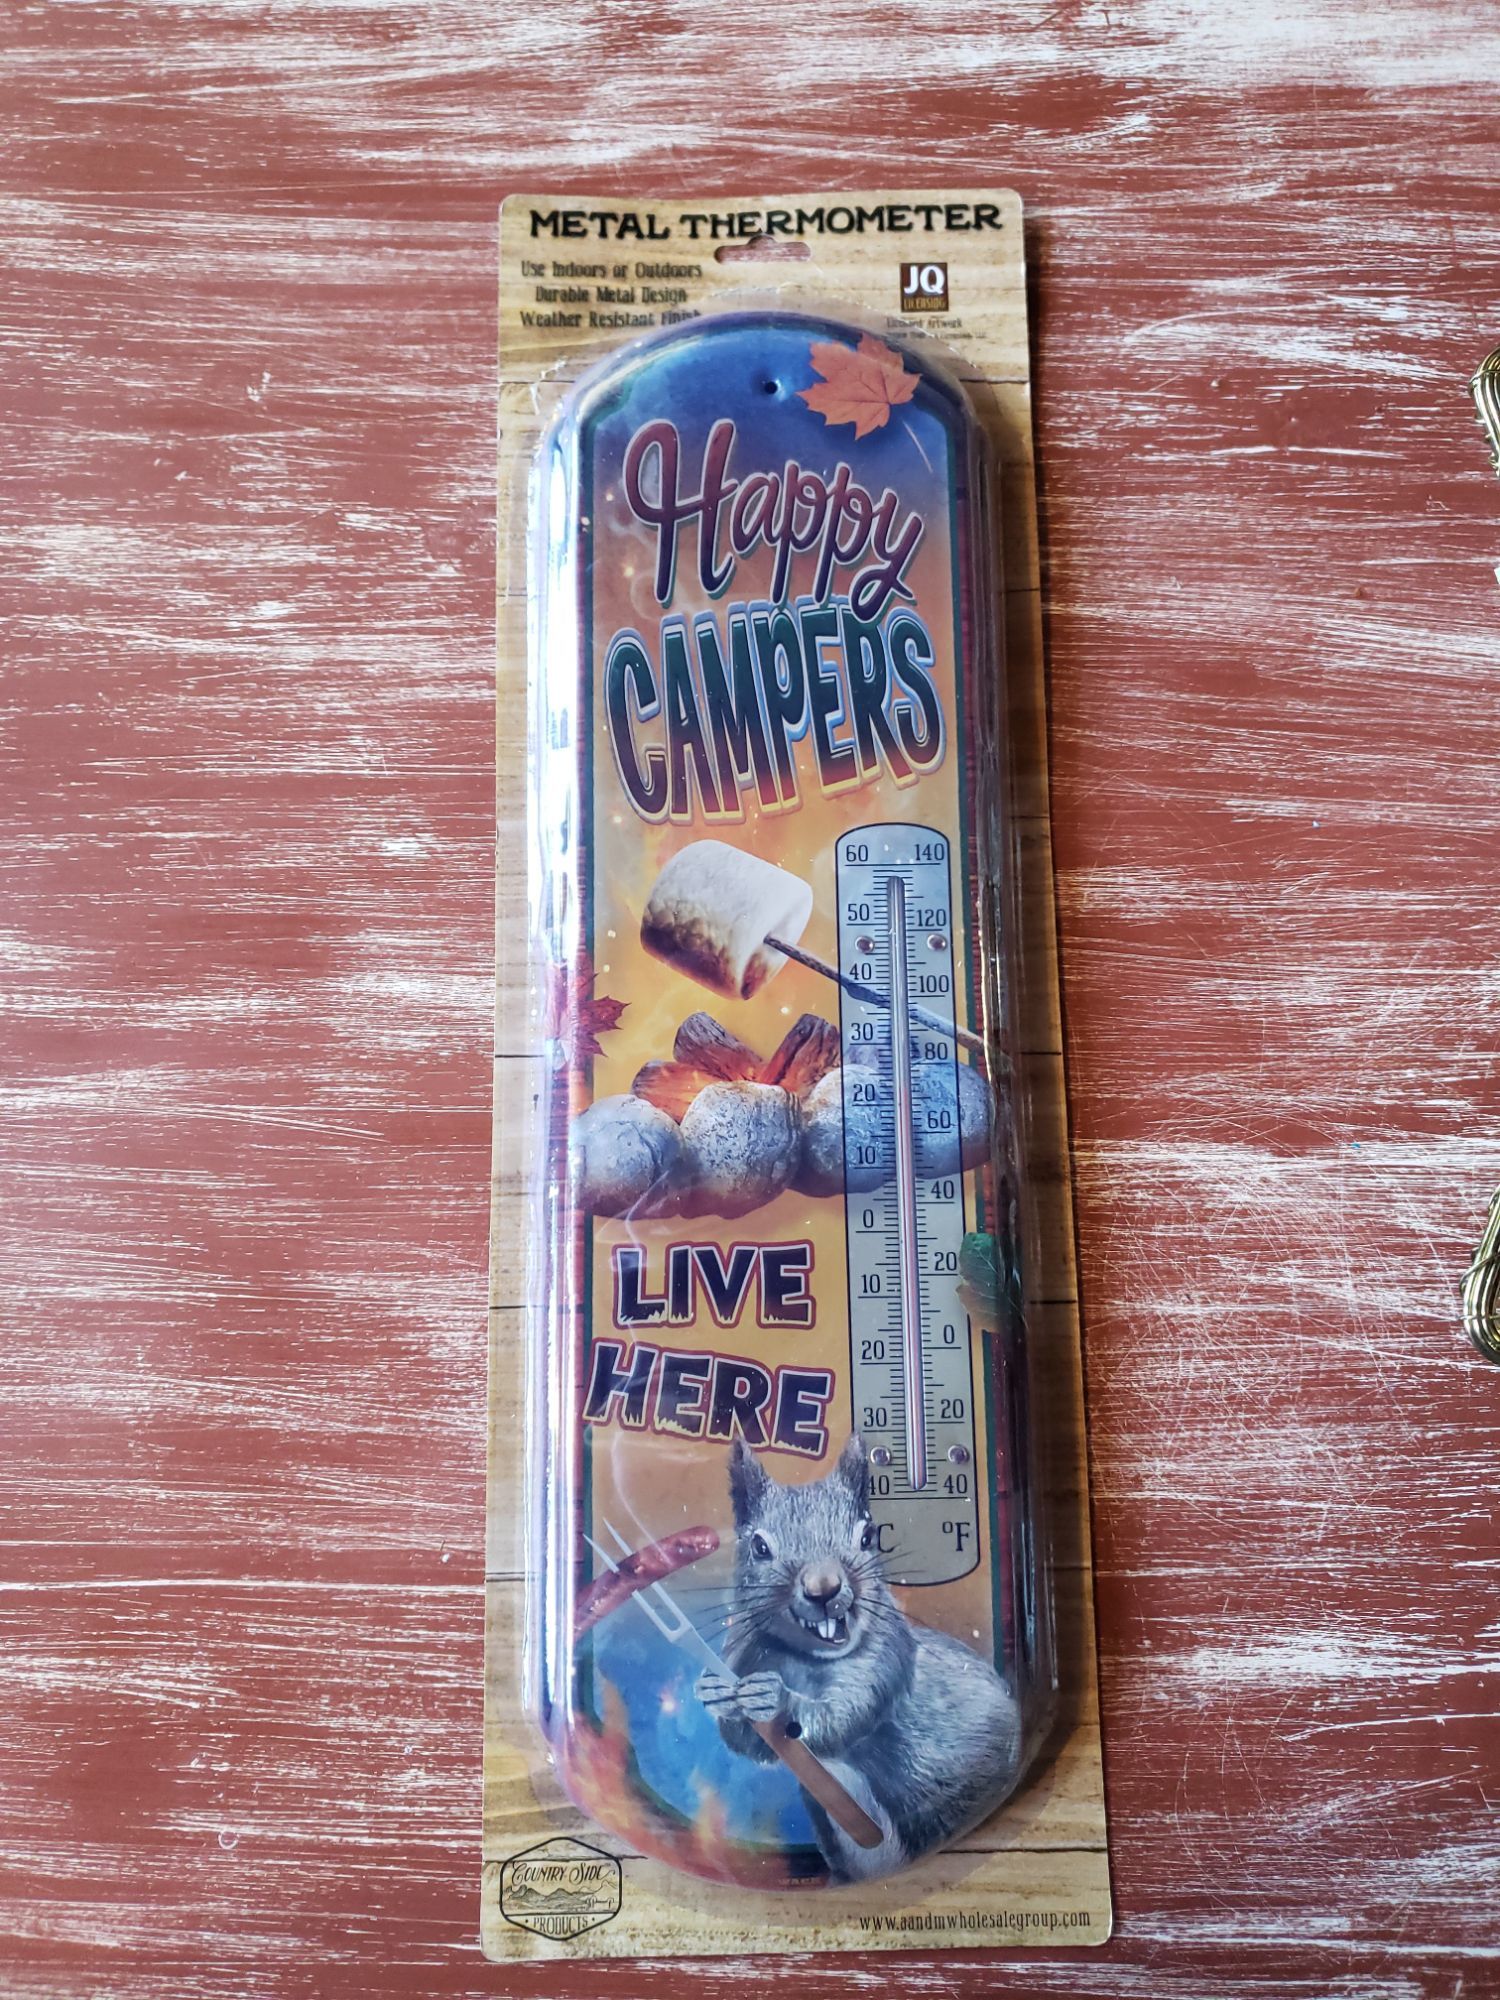 METAL THERMOMETER
Use Indoors or Outdoors
Durable Metal Design
Weather Resistant Finish
JQ
LICENSING
Licensed Artwork
Happy
CAMPERS
60 140
50 120
40 100
30 80
20 60
10 40
0 20
10 0
20 20
30 40
40
C °F
LIVE
HERE
COUNTRY SIDE
PRODUCTS
www.aandmwholesalegroup.com